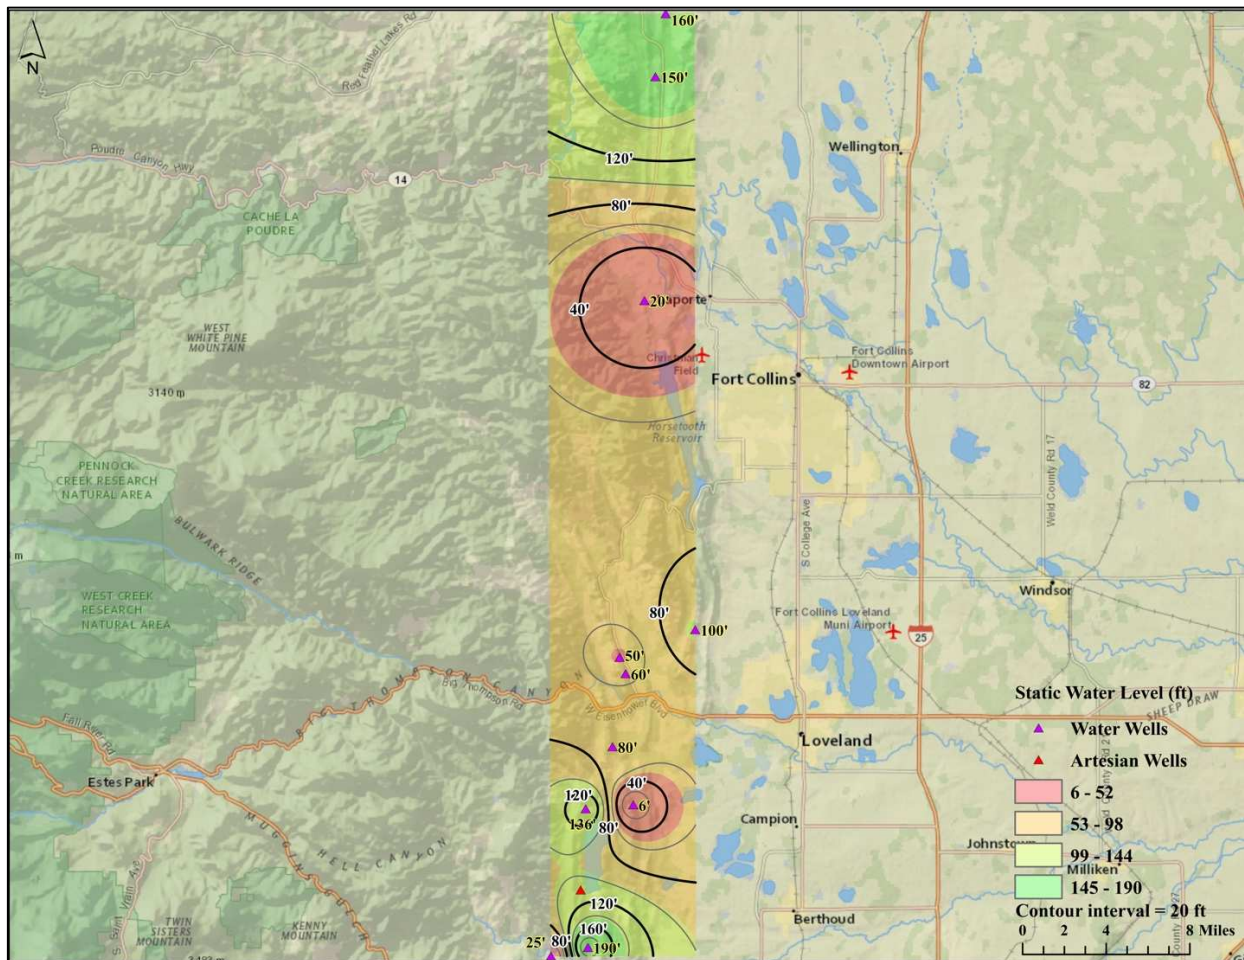 160'
N
Red Feather Lakes Rd
150'
Wellington
120'
Poudre Canyon Hwy
14
80'
CACHE LA
POUDRE
20'
40'
WEST
WHITE PINE
MOUNTAIN
Fort Collins
Downtown Airport
Fort Collins
82
3140 m
Horsetooth
Reservoir
Weld County Rd 17
PENNOCK
CREEK RESEARCH
NATURAL AREA
BULWARK RIDGE
S College Ave
WEST CREEK
RESEARCH
NATURAL AREA
Windsor
80'
Fort Collins Loveland
Muni Airport
100'
25
50'
60'
BIG THOMPSON CANYON
Big Thompson Rd
W Eisenhower Blvd
SHEEP DRAW
Fall River Rd
Loveland
80'
Estes Park
120'
40'
136'
6'
80'
Campion
MUGGINS GULCH
HELL CANYON
Johnstown
Milliken
S Saint Vrain Ave
120'
Berthoud
TWIN
SISTERS
MOUNTAIN
KENNY
MOUNTAIN
160'
25'
80'
190'
Static Water Level (ft)
Water Wells
Artesian Wells
6 - 52
53 - 98
99 - 144
145 - 190
Contour interval = 20 ft
0 2 4 8 Miles